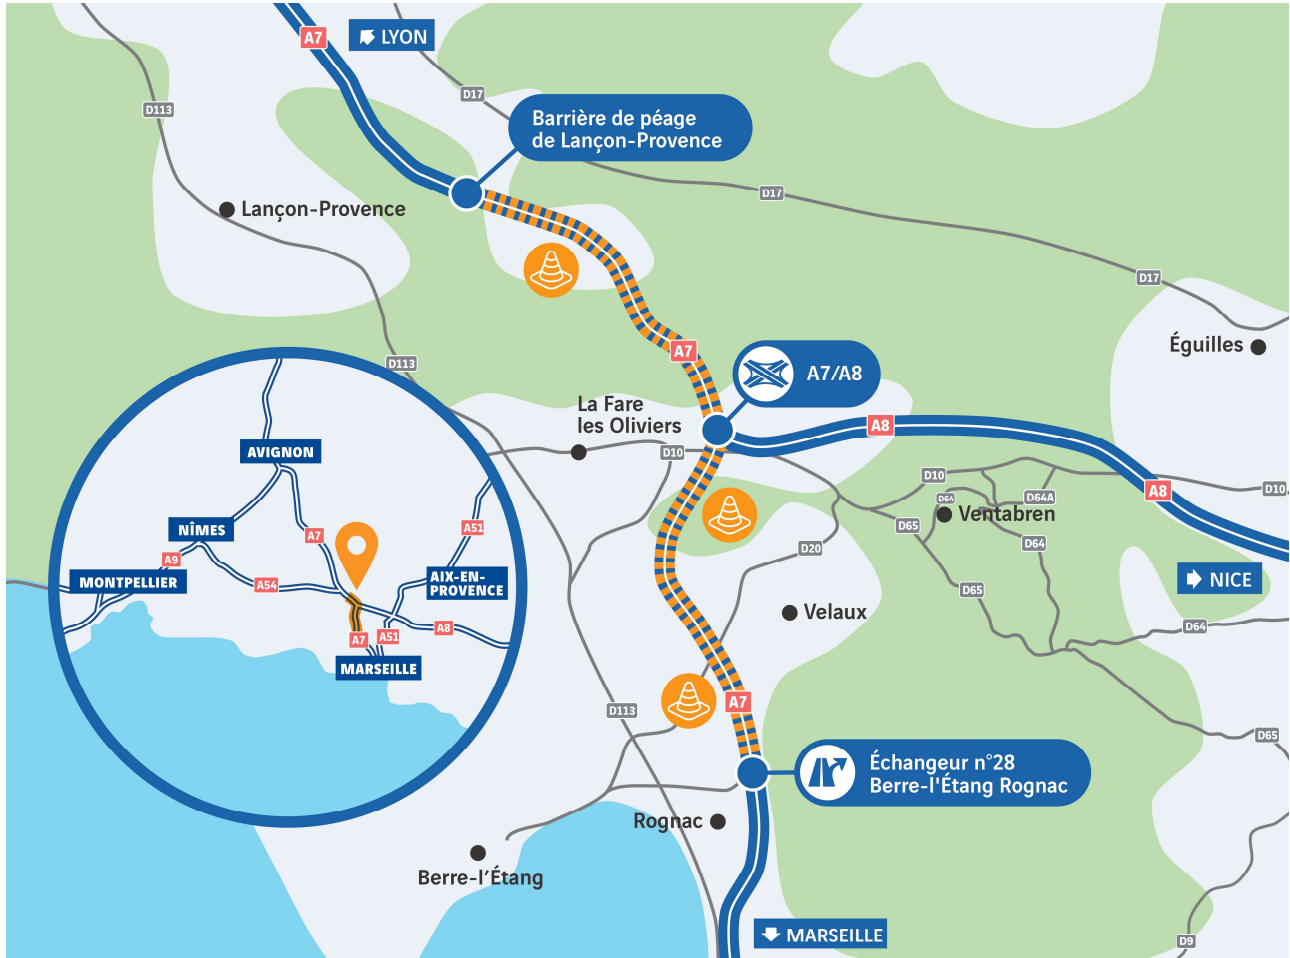 A7
LYON
D17
D113
Barrière de péage
de Lançon-Provence
D17
Lançon-Provence
D17
Éguilles
A7
D113
A7/A8
La Fare
les Oliviers
A8
D10
D10
D10
A8
D64
D64A
Ventabren
D65
D64
D20
NICE
D65
Velaux
D64
AVIGNON
NÎMES
A7
A51
A9
MONTPELLIER
A54
AIX-EN-
PROVENCE
A7
A51
A8
MARSEILLE
A7
D113
D65
Échangeur n°28
Berre-l'Étang Rognac
Rognac
Berre-l'Étang
MARSEILLE
D9